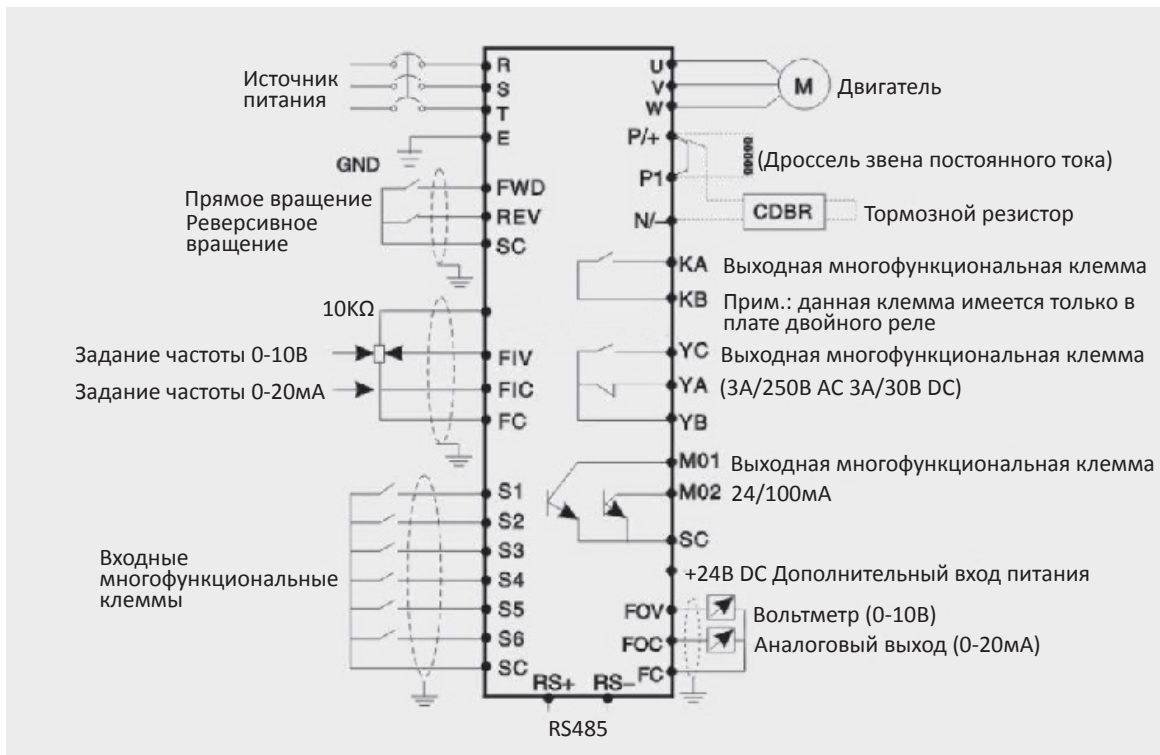 Источник
питания
R
S
T
E
GND
Прямое вращение
Реверсивное
вращение
FWD
REV
SC
10KΩ
Задание частоты 0-10В
FIV
Задание частоты 0-20мА
FIC
FC
Входные
многофункциональные
клеммы
S1
S2
S3
S4
S5
S6
SC
RS+ RS–
RS485
U
V
W
M
Двигатель
P/+
(Дроссель звена постоянного тока)
P1
CDBR
Тормозной резистор
N/–
KA Выходная многофункциональная клемма
KB Прим.: данная клемма имеется только в
плате двойного реле
YC Выходная многофункциональная клемма
YA (3А/250В AC 3А/30В DC)
YB
M01 Выходная многофункциональная клемма
M02 24/100мА
SC
+24В DC Дополнительный вход питания
FOV Вольтметр (0-10В)
FOC Аналоговый выход (0-20мА)
FC